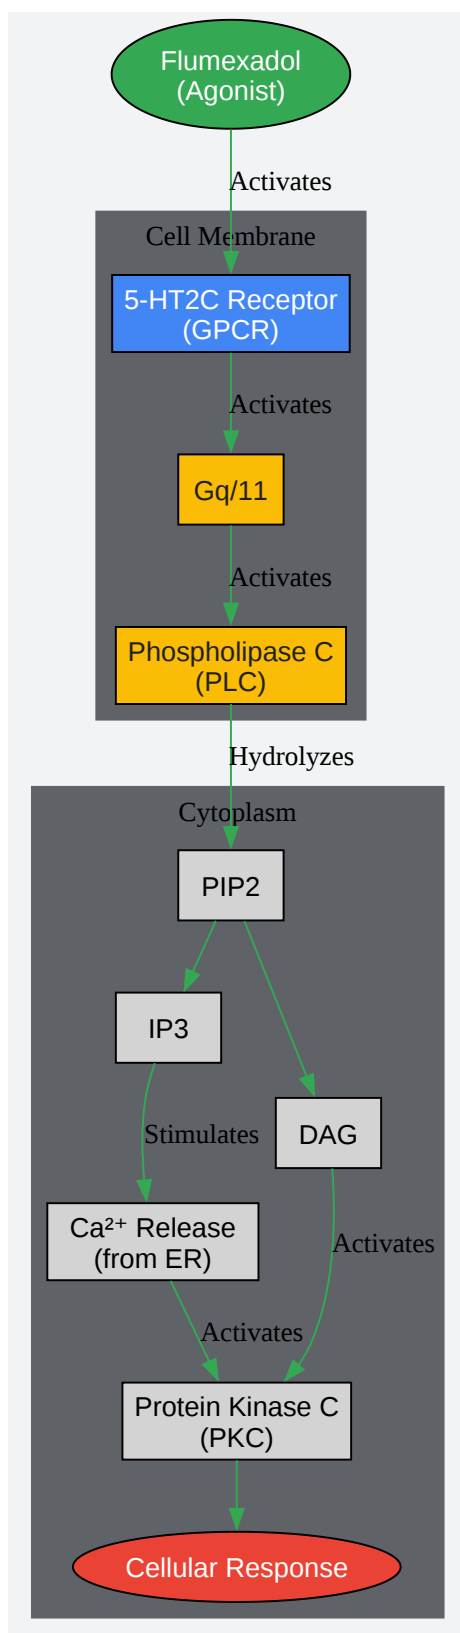 Flumexadol
(Agonist)
Activates
Cell Membrane
5-HT2C Receptor
(GPCR)
Activates
Gq/11
Activates
Phospholipase C
(PLC)
Hydrolyzes
Cytoplasm
PIP2
IP3
Stimulates
DAG
Ca²⁺ Release
(from ER)
Activates
Activates
Protein Kinase C
(PKC)
Cellular Response